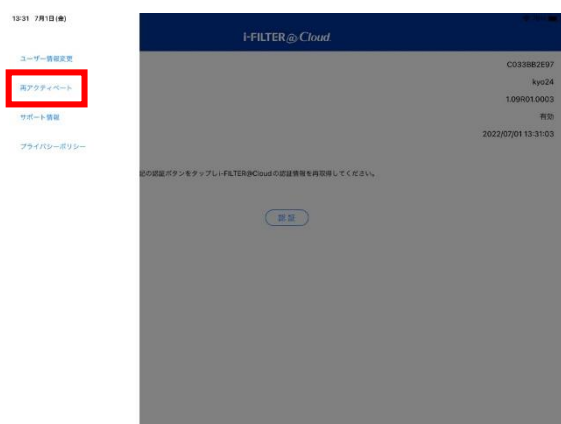 13:31 7月1日(金)
i-FILTER@Cloud
ユーザー情報変更
再アクティベート
サポート情報
プライバシーポリシー
C033BB2E97
kyo24
1.09R01.0003
有効
2022/07/01 13:31:03
記の認証ボタンをタップしi-FILTER@Cloudの認証情報を再取得してください。
認証